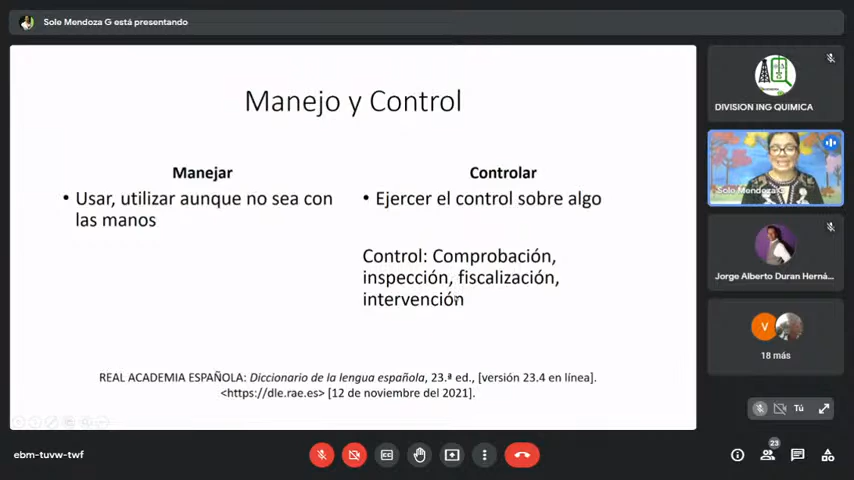 Sole Mendoza G está presentando
Manejo y Control
Manejar
• Usar, utilizar aunque no sea con
las manos
Controlar
• Ejercer el control sobre algo
Control: Comprobación,
inspección, fiscalización,
intervención
REAL ACADEMIA ESPAÑOLA: Diccionario de la lengua española, 23.ª ed., [versión 23.4 en línea].
<https://dle.rae.es> [12 de noviembre del 2021].
DIVISION ING QUIMICA
Sole Mendoza G
Jorge Alberto Duran Herná...
V
18 más
Tú
ebm-tuvw-twf
CC
23